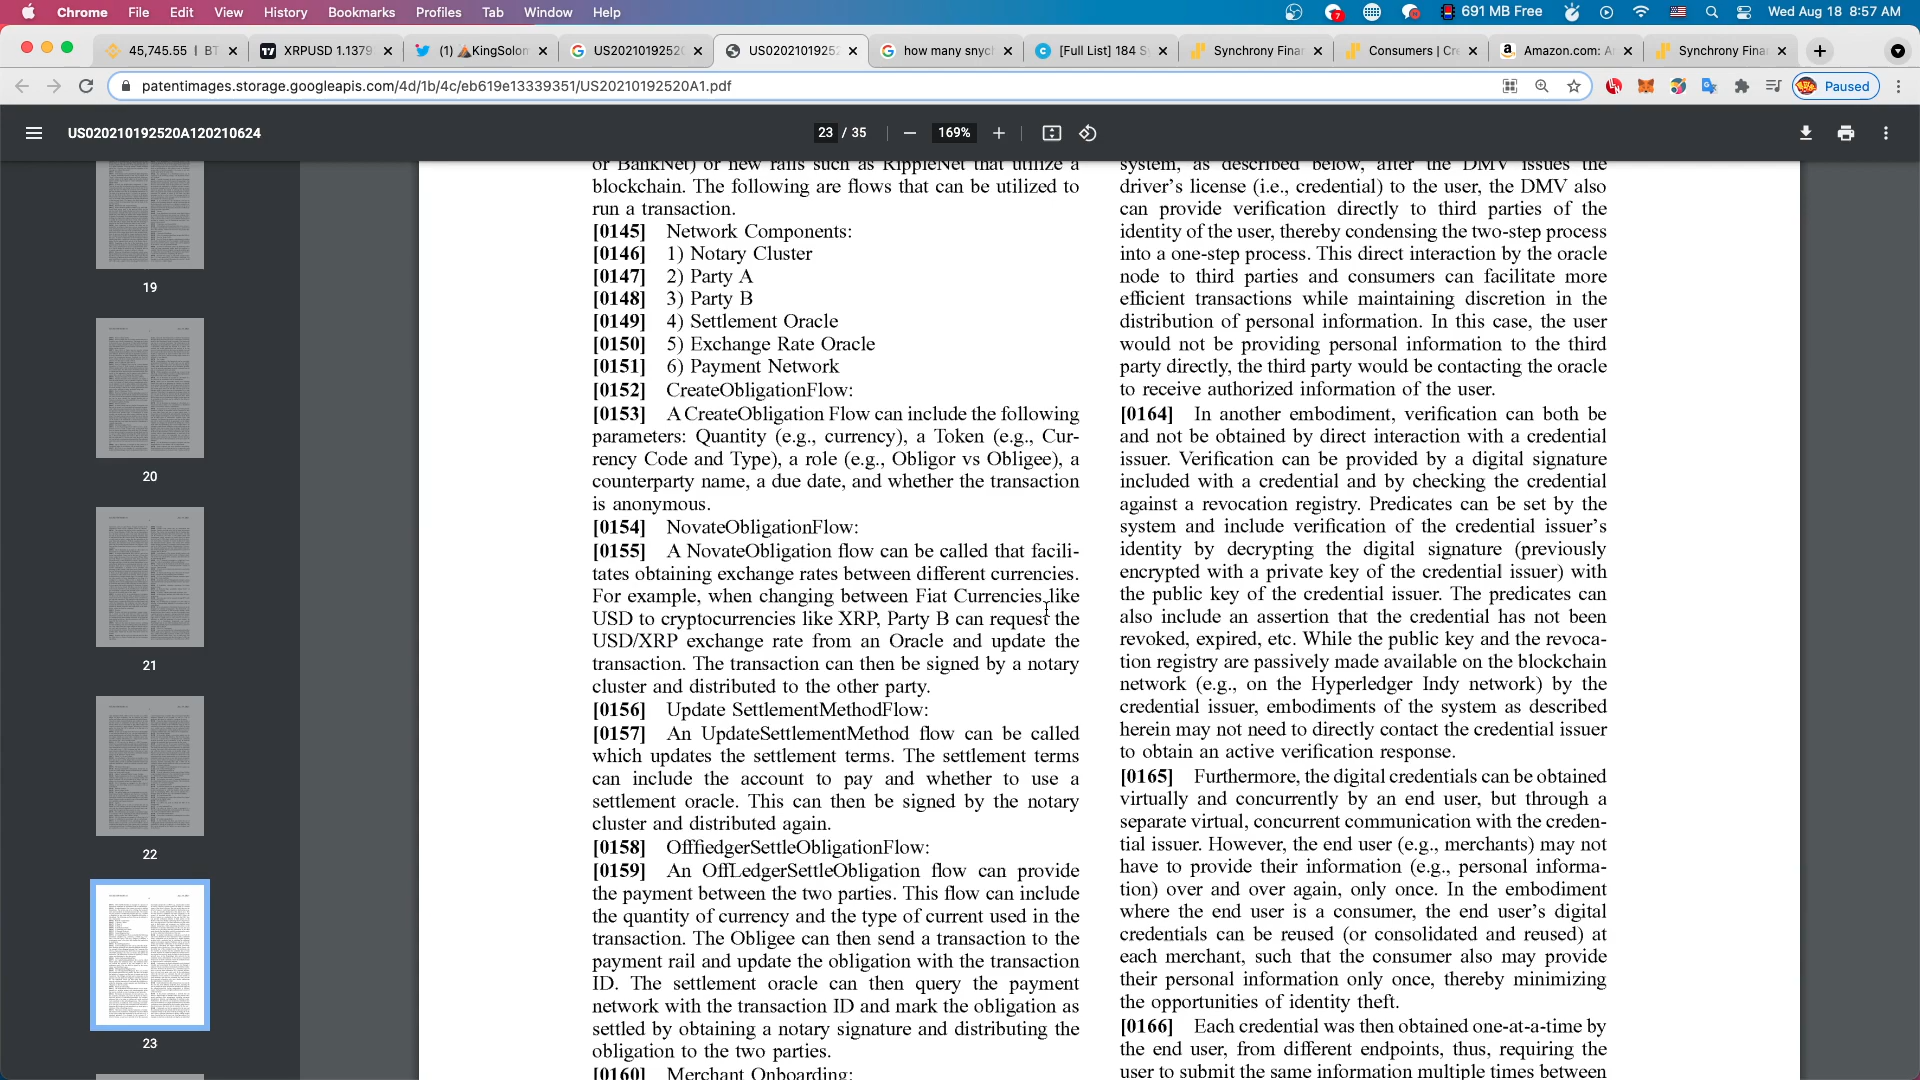 Chrome File Edit View History Bookmarks Profiles Tab Window Help 7 691 MB Free Wed Aug 18 8:57 AM
45,745.55 | BT
XRPUSD 1.1379
(1) KingSolon
US202101925200
US0202101925
how many snych
[Full List] 184 S
Synchrony Finar
Consumers | Cre
Amazon.com: A
Synchrony Finar
patentimages.storage.googleapis.com/4d/1b/4c/eb619e13339351/US20210192520A1.pdf
Paused
US020210192520A120210624
23 / 35 — 169% +
19
20
21
22
23
or BankNet) or new rails such as RippleNet that utilize a
blockchain. The following are flows that can be utilized to
run a transaction.
[0145] Network Components:
[0146] 1) Notary Cluster
[0147] 2) Party A
[0148] 3) Party B
[0149] 4) Settlement Oracle
[0150] 5) Exchange Rate Oracle
[0151] 6) Payment Network
[0152] CreateObligationFlow:
[0153] A CreateObligation Flow can include the following
parameters: Quantity (e.g., currency), a Token (e.g., Cur-
rency Code and Type), a role (e.g., Obligor vs Obligee), a
counterparty name, a due date, and whether the transaction
is anonymous.
[0154] NovateObligationFlow:
[0155] A NovateObligation flow can be called that facili-
tates obtaining exchange rates between different currencies.
For example, when changing between Fiat Currencies like
USD to cryptocurrencies like XRP, Party B can request the
USD/XRP exchange rate from an Oracle and update the
transaction. The transaction can then be signed by a notary
cluster and distributed to the other party.
[0156] Update SettlementMethodFlow:
[0157] An UpdateSettlementMethod flow can be called
which updates the settlement terms. The settlement terms
can include the account to pay and whether to use a
settlement oracle. This can then be signed by the notary
cluster and distributed again.
[0158] OfffiedgerSettleObligationFlow:
[0159] An OffLedgerSettleObligation flow can provide
the payment between the two parties. This flow can include
the quantity of currency and the type of current used in the
transaction. The Obligee can then send a transaction to the
payment rail and update the obligation with the transaction
ID. The settlement oracle can then query the payment
network with the transaction ID and mark the obligation as
settled by obtaining a notary signature and distributing the
obligation to the two parties.
[0160] Merchant Onboarding:
system, as described below, after the DMV issues the
driver's license (i.e., credential) to the user, the DMV also
can provide verification directly to third parties of the
identity of the user, thereby condensing the two-step process
into a one-step process. This direct interaction by the oracle
node to third parties and consumers can facilitate more
efficient transactions while maintaining discretion in the
distribution of personal information. In this case, the user
would not be providing personal information to the third
party directly, the third party would be contacting the oracle
to receive authorized information of the user.
[0164] In another embodiment, verification can both be
and not be obtained by direct interaction with a credential
issuer. Verification can be provided by a digital signature
included with a credential and by checking the credential
against a revocation registry. Predicates can be set by the
system and include verification of the credential issuer's
identity by decrypting the digital signature (previously
encrypted with a private key of the credential issuer) with
the public key of the credential issuer. The predicates can
also include an assertion that the credential has not been
revoked, expired, etc. While the public key and the revoca-
tion registry are passively made available on the blockchain
network (e.g., on the Hyperledger Indy network) by the
credential issuer, embodiments of the system as described
herein may not need to directly contact the credential issuer
to obtain an active verification response.
[0165] Furthermore, the digital credentials can be obtained
virtually and concurrently by an end user, but through a
separate virtual, concurrent communication with the creden-
tial issuer. However, the end user (e.g., merchants) may not
have to provide their information (e.g., personal informa-
tion) over and over again, only once. In the embodiment
where the end user is a consumer, the end user's digital
credentials can be reused (or consolidated and reused) at
each merchant, such that the consumer also may provide
their personal information only once, thereby minimizing
the opportunities of identity theft.
[0166] Each credential was then obtained one-at-a-time by
the end user, from different endpoints, thus, requiring the
user to submit the same information multiple times between